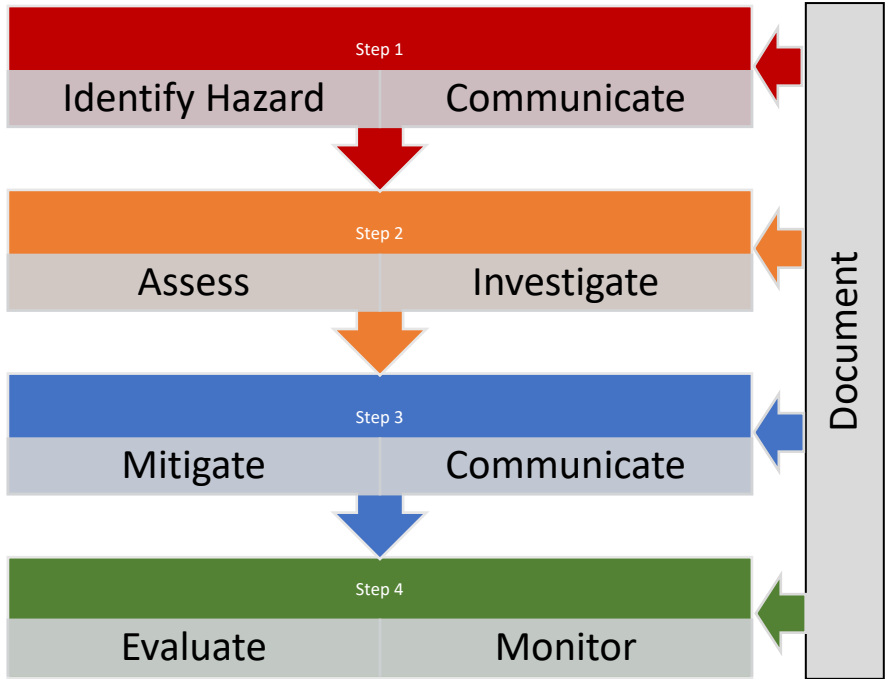 Step 1
Identify Hazard Communicate
Step 2
Assess Investigate
Step 3
Mitigate Communicate
Step 4
Evaluate Monitor
Document